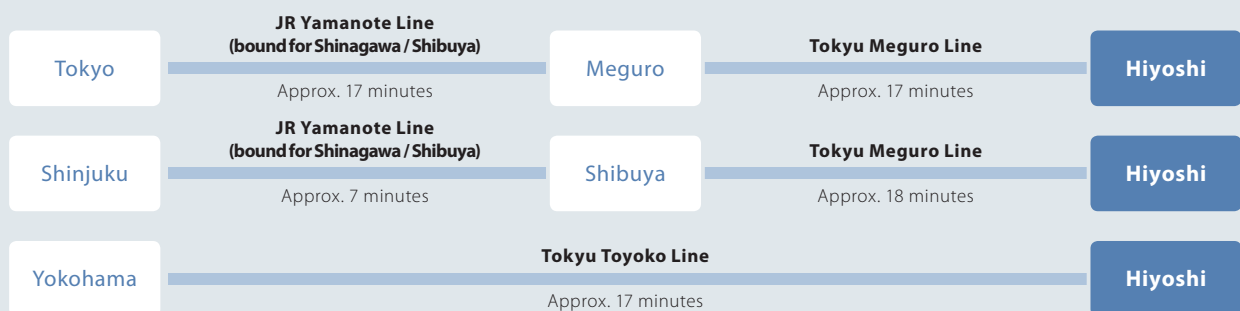 JR Yamanote Line
(bound for Shinagawa / Shibuya)
Tokyu Meguro Line
Tokyo
Meguro
Hiyoshi
Approx. 17 minutes
Approx. 17 minutes
JR Yamanote Line
(bound for Shinagawa / Shibuya)
Tokyu Meguro Line
Shinjuku
Shibuya
Hiyoshi
Approx. 7 minutes
Approx. 18 minutes
Tokyu Toyoko Line
Yokohama
Hiyoshi
Approx. 17 minutes